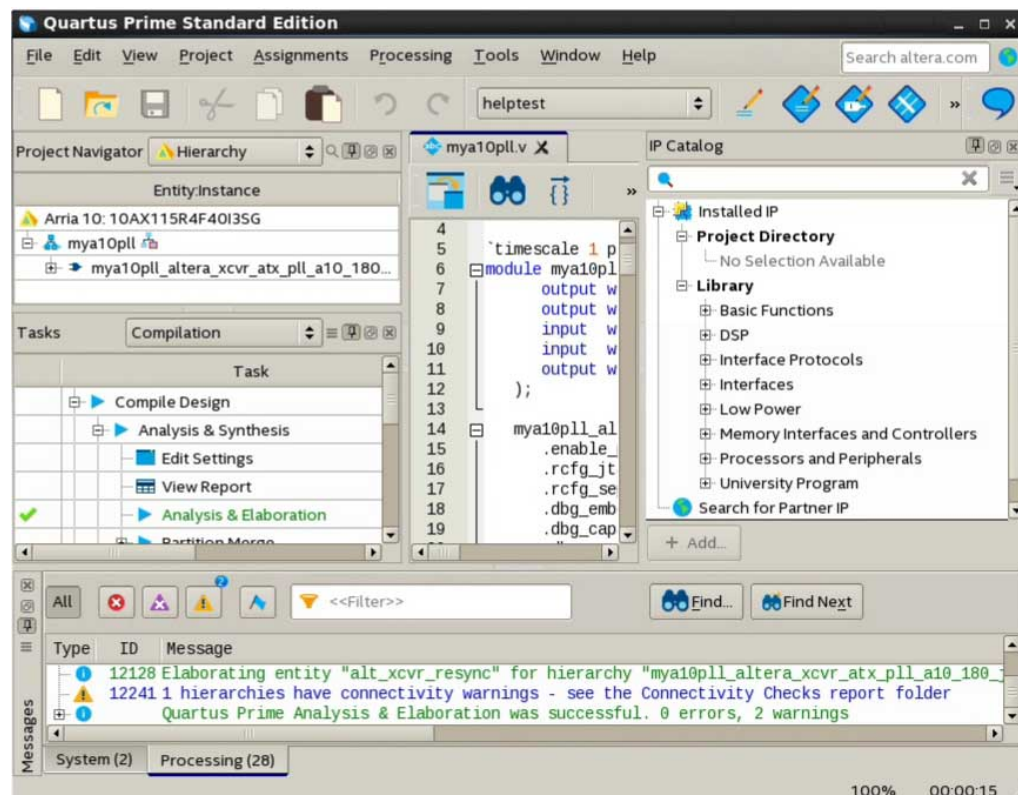 Quartus Prime Standard Edition
File Edit View Project Assignments Processing Tools Window Help
Search altera.com
helptest
»
Project Navigator Hierarchy
Entity:Instance
Arria 10: 10AX115R4F40I3SG
mya10pll
mya10pll_altera_xcvr_atx_pll_a10_180...
Tasks Compilation
Task
Compile Design
Analysis & Synthesis
Edit Settings
View Report
Analysis & Elaboration
Partition Merge
mya10pll.v
»
4
5 `timescale 1 p
6 module mya10pl
7 output w
8 output w
9 input w
10 input w
11 output w
12 );
13
14 mya10pll_al
15 .enable_
16 .rcfg_jt
17 .rcfg_se
18 .dbg_emb
19 .dbg_cap
IP Catalog
Installed IP
Project Directory
No Selection Available
Library
Basic Functions
DSP
Interface Protocols
Interfaces
Low Power
Memory Interfaces and Controllers
Processors and Peripherals
University Program
Search for Partner IP
+ Add...
All 2 <<Filter>> Find... Find Next
Type ID Message
12128 Elaborating entity "alt_xcvr_resync" for hierarchy "mya10pll_altera_xcvr_atx_pll_a10_180_
12241 1 hierarchies have connectivity warnings - see the Connectivity Checks report folder
Quartus Prime Analysis & Elaboration was successful. 0 errors, 2 warnings
Messages
System (2) Processing (28)
100% 00:00:15